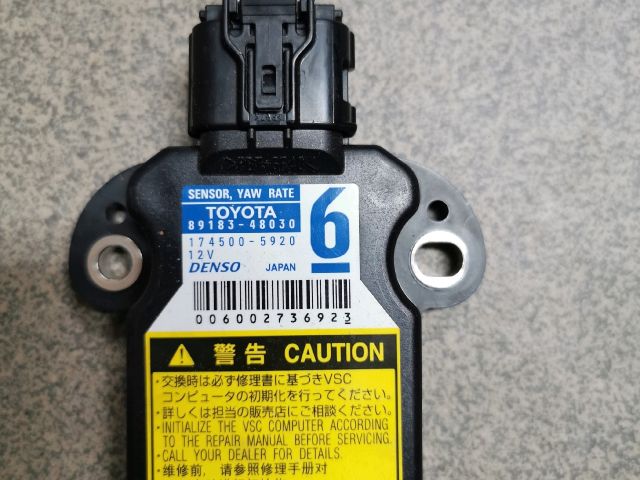 SENSOR, YAW RATE
TOYOTA
89183-48030
6
174500-5920
12V
DENSO JAPAN
006002736923
警告 CAUTION
・交換時は必ず修理書に基づきVSC
コンピュータの初期化を行ってください。
・詳しくは担当の販売店にご相談ください。
・INITIALIZE THE VSC COMPUTER ACCORDING
TO THE REPAIR MANUAL BEFORE SERVICING.
・CALL YOUR DEALER FOR DETAILS
・维修前，请参照修理手册对